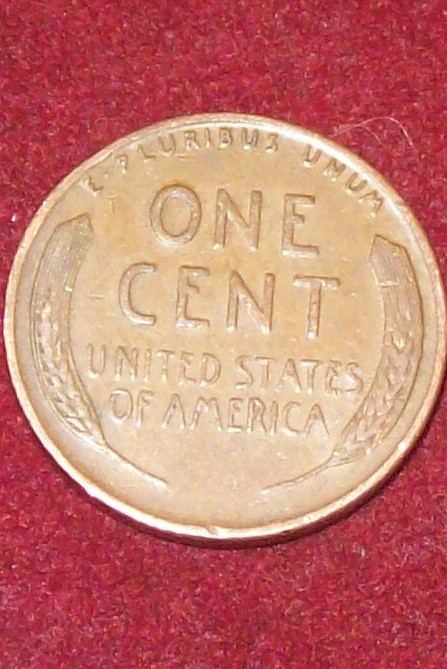 E·PLURIBUS UNUM
ONE
CENT
UNITED STATES
OF AMERICA